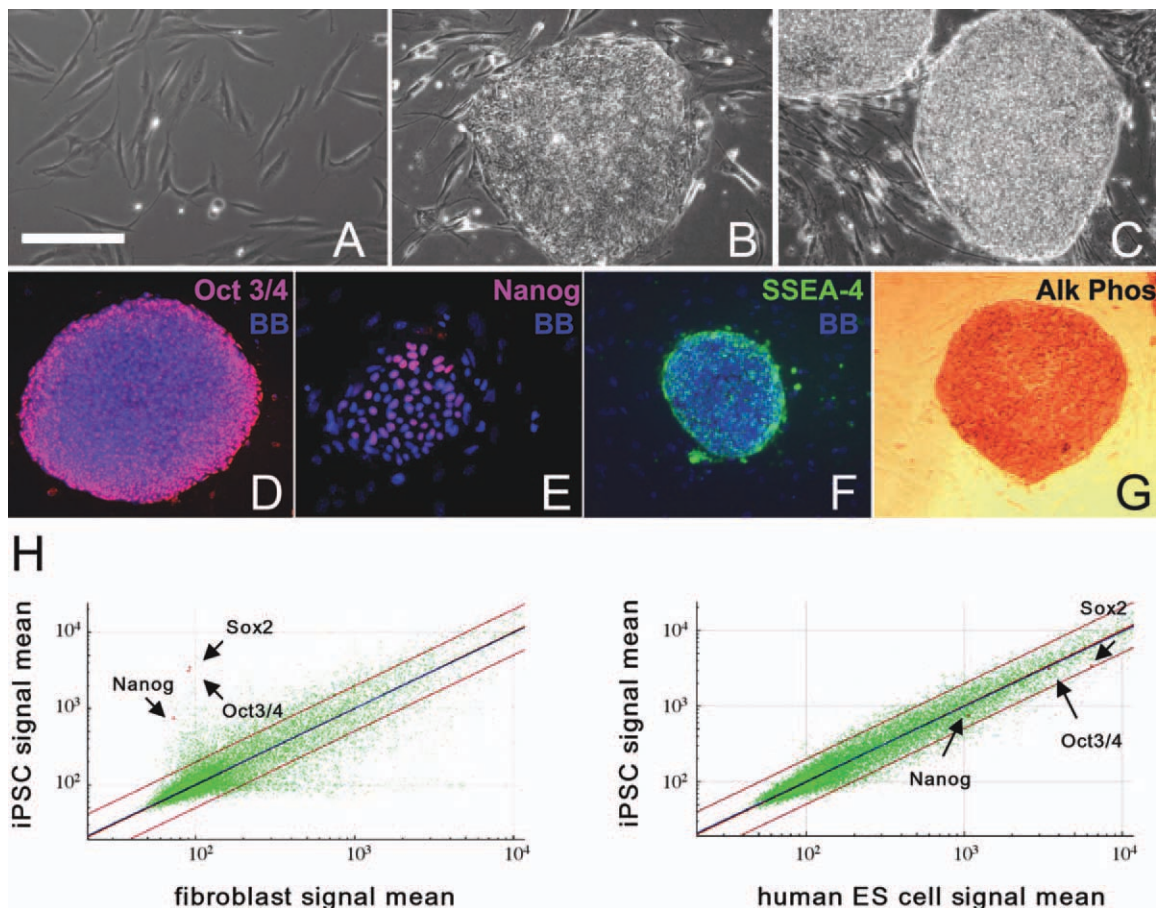 A
B
C
Oct 3/4
BB
D
Nanog
BB
E
SSEA-4
BB
F
Alk Phos
G
H
iPSC signal mean
10⁴
10³
10²
Sox2
Nanog
Oct3/4
10² 10³ 10⁴
fibroblast signal mean
iPSC signal mean
10⁴
10³
10²
Sox2
Oct3/4
Nanog
10² 10³ 10⁴
human ES cell signal mean